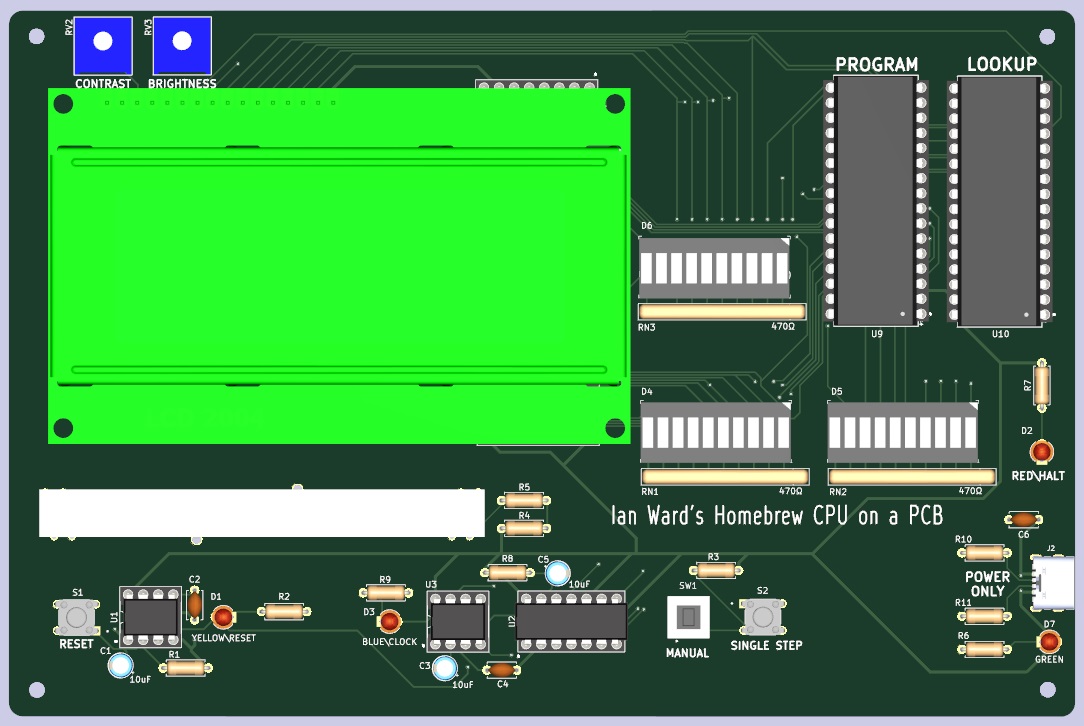 RV2
RV3
CONTRAST
BRIGHTNESS
PROGRAM
LOOKUP
D6
RN3
470Ω
U9
U10
R7
D4
D5
D2
RED\HALT
RN1
470Ω
RN2
470Ω
R5
R4
Ian Ward's Homebrew CPU on a PCB
C6
R10
J2
R3
R8
C5
10uF
SW1
S2
POWER
ONLY
S1
U1
C2
D1
R2
R9
U3
D3
U2
R11
D7
YELLOW\RESET
BLUE\CLOCK
RESET
C1
10uF
R1
C3
10uF
C4
MANUAL
SINGLE STEP
R6
GREEN